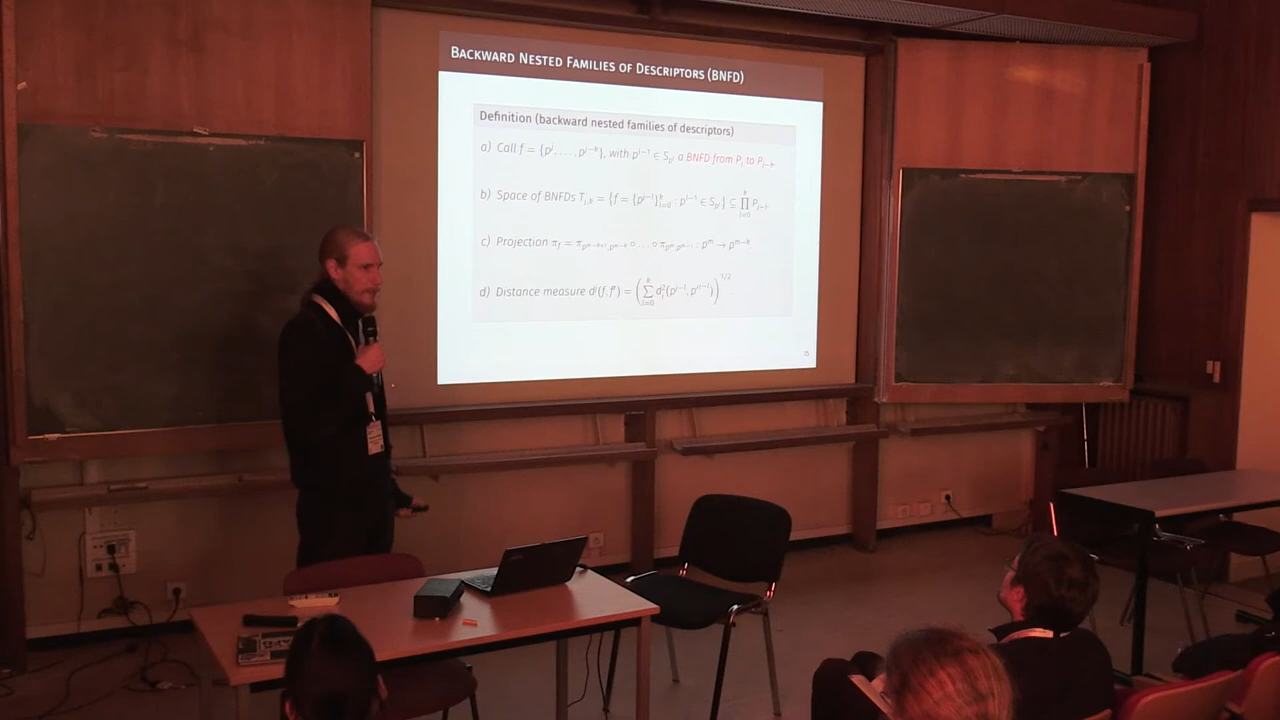 BACKWARD NESTED FAMILIES OF DESCRIPTORS (BNFD)
Definition (backward nested families of descriptors)
a) Call f = {p^j, …, p^{j−k}}, with p^{j−1} ∈ S_{p^j} a BNFD from P_j to P_{j−k}.
b) Space of BNFDs T_{j,k} = {f = {p^{j−l}}_{l=0}^k : p^{j−1} ∈ S_{p^j}} ⊆ ∏_{l=0}^k P_{j−l}.
c) Projection π_f = π_{p^{m−k+1},p^{m−k}} ∘ … ∘ π_{p^m,p^{m−1}} : p^m → p^{m−k}.
d) Distance measure d^j(f, f') = (∑_{l=0}^k d_j^2(p^{j−l}, p'^{j−l}))^{1/2}.